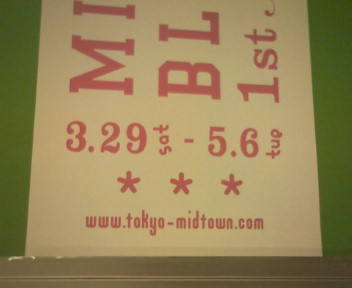 MI
BL
1st
3.29 sat - 5.6 tue
* * *
www.tokyo-midtown.com